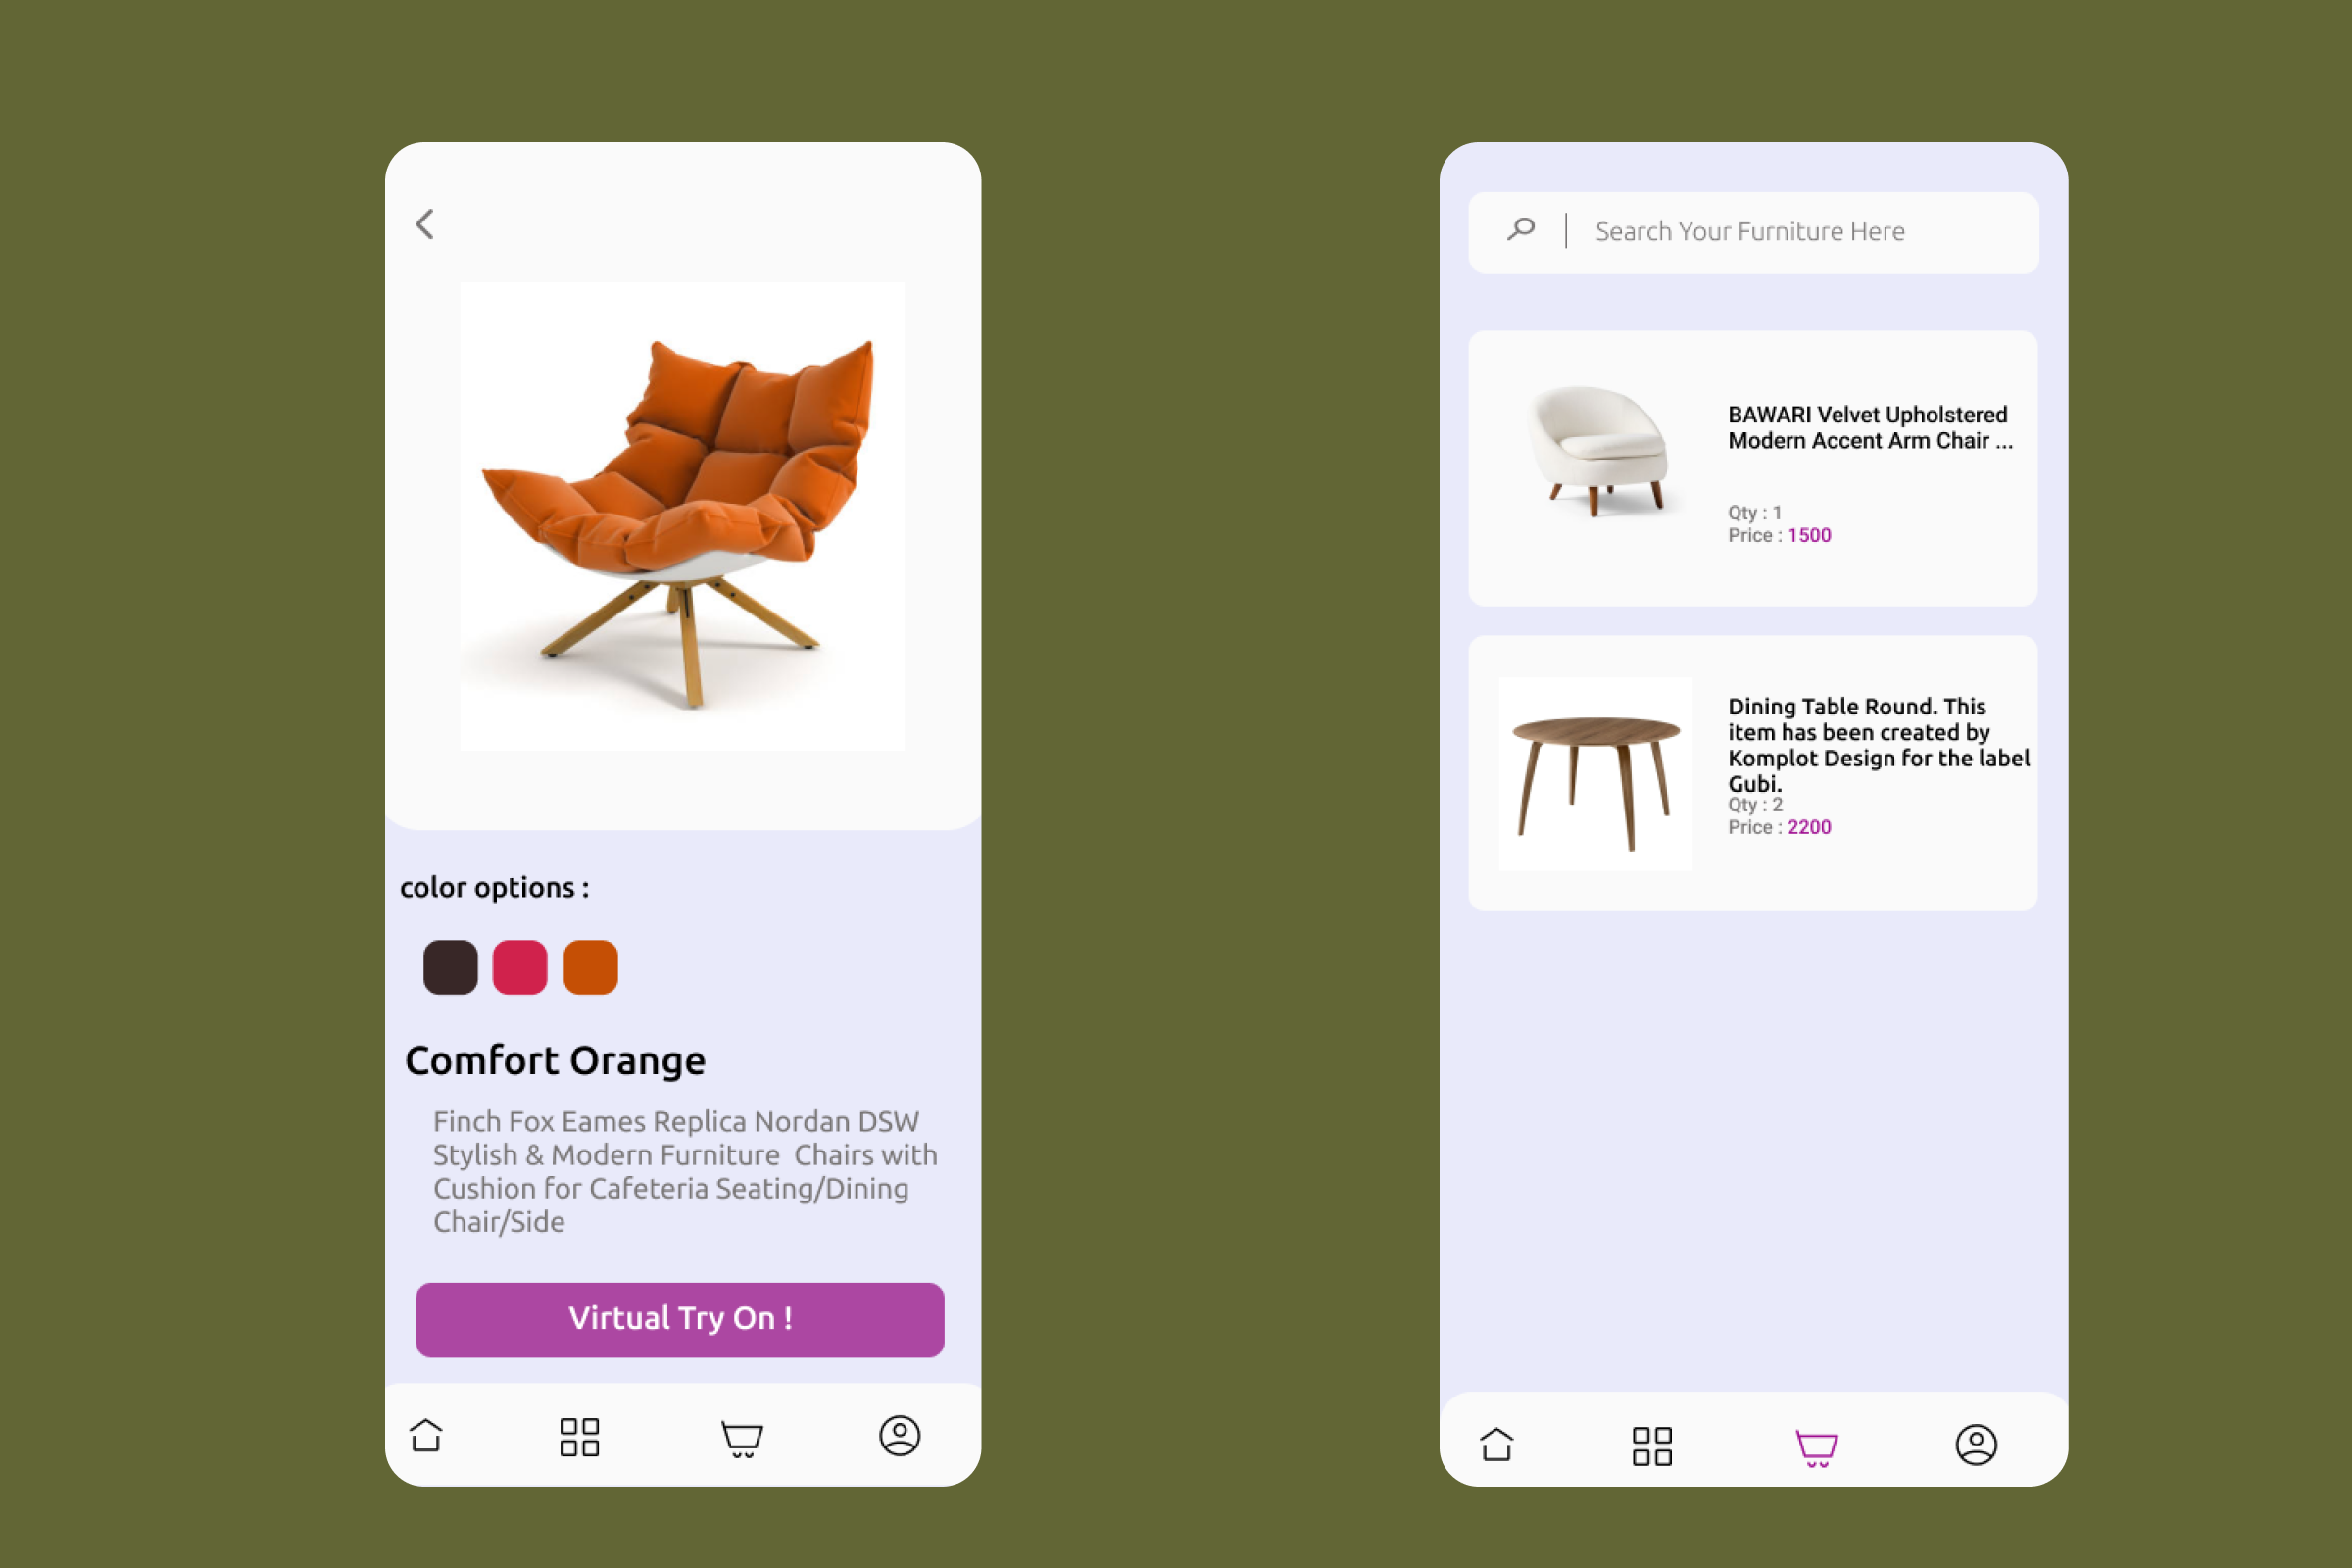 color options :
Comfort Orange
Finch Fox Eames Replica Nordan DSW
Stylish & Modern Furniture  Chairs with
Cushion for Cafeteria Seating/Dining
Chair/Side
Virtual Try On !
Search Your Furniture Here
BAWARI Velvet Upholstered
Modern Accent Arm Chair ...
Qty : 1
Price : 1500
Dining Table Round. This
item has been created by
Komplot Design for the label
Gubi.
Qty : 2
Price : 2200